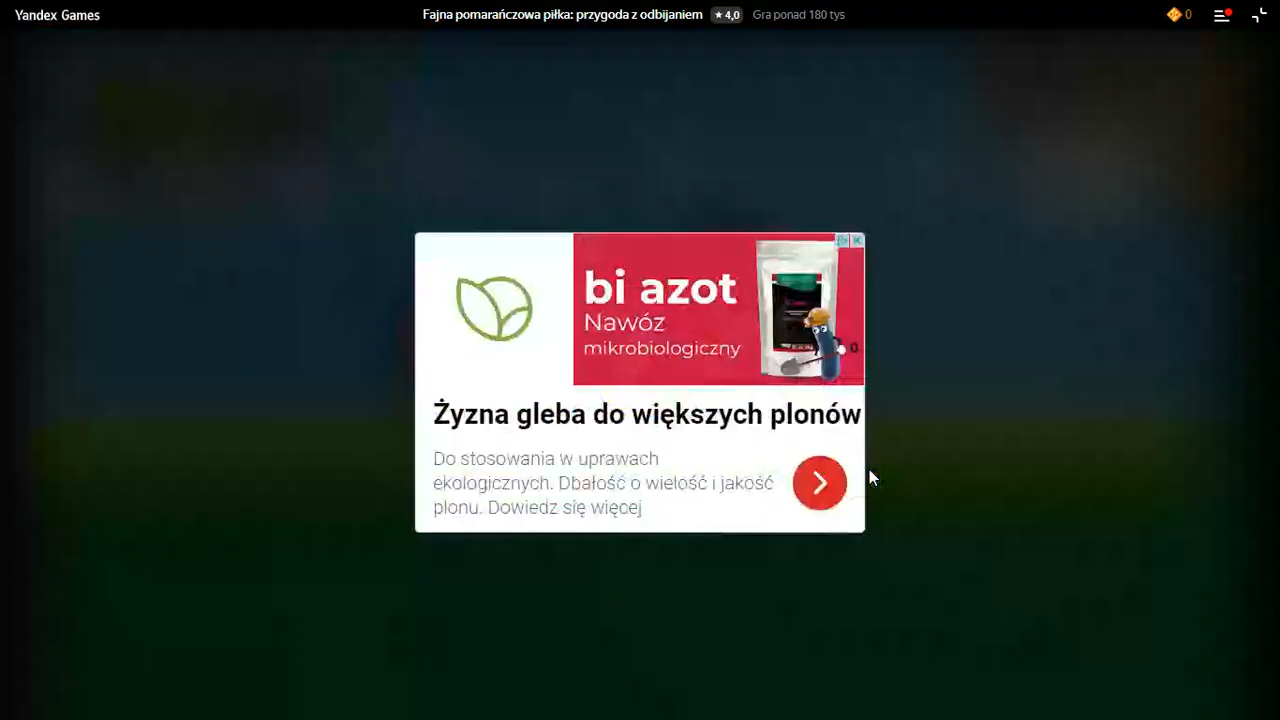 Yandex Games
Fajna pomarańczowa piłka: przygoda z odbijaniem ★ 4,0 Gra ponad 180 tys
0
bi azot
Nawóz
mikrobiologiczny
Żyzna gleba do większych plonów
Do stosowania w uprawach
ekologicznych. Dbałość o wielość i jakość
plonu. Dowiedz się więcej